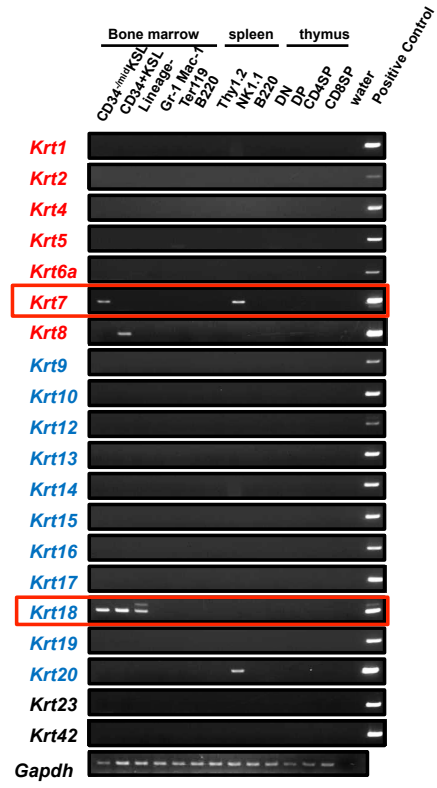 Bone marrow spleen thymus
CD34-/midKSL
CD34+KSL
Lineage-
Gr-1 Mac-1
Ter119
B220
Thy1.2
NK1.1
B220
DN
DP
CD4SP
CD8SP
water
Positive Control
Krt1
Krt2
Krt4
Krt5
Krt6a
Krt7
Krt8
Krt9
Krt10
Krt12
Krt13
Krt14
Krt15
Krt16
Krt17
Krt18
Krt19
Krt20
Krt23
Krt42
Gapdh